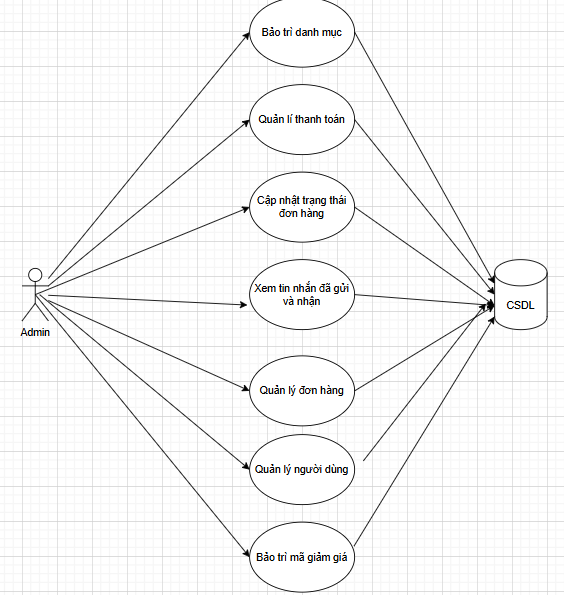 Bảo trì danh mục
Quản lí thanh toán
Cập nhật trạng thái
đơn hàng
Xem tin nhắn đã gửi
và nhận
CSDL
Admin
Quản lý đơn hàng
Quản lý người dùng
Bảo trì mã giảm giá